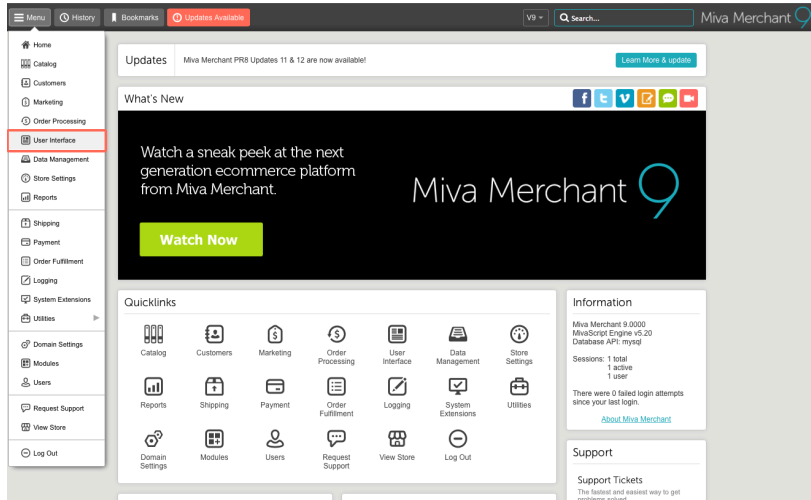 Menu
History
Bookmarks
Updates Available
V9
Search...
Miva Merchant 9
Home
Catalog
Customers
Marketing
Order Processing
User Interface
Data Management
Store Settings
Reports
Shipping
Payment
Order Fulfillment
Logging
System Extensions
Utilities
Domain Settings
Modules
Users
Request Support
View Store
Log Out
Updates
Miva Merchant PR8 Updates 11 & 12 are now available!
Learn More & update
What's New
Watch a sneak peek at the next
generation ecommerce platform
from Miva Merchant.
Watch Now
Miva Merchant 9
Quicklinks
Catalog
Customers
Marketing
Order
Processing
User
Interface
Data
Management
Store
Settings
Reports
Shipping
Payment
Order
Fulfillment
Logging
System
Extensions
Utilities
Domain
Settings
Modules
Users
Request
Support
View Store
Log Out
Information
Miva Merchant 9.0000
MivaScript Engine v5.20
Database API: mysql
Sessions: 1 total
1 active
1 user
There were 0 failed login attempts
since your last login.
About Miva Merchant
Support
Support Tickets
The fastest and easiest way to get
problems solved